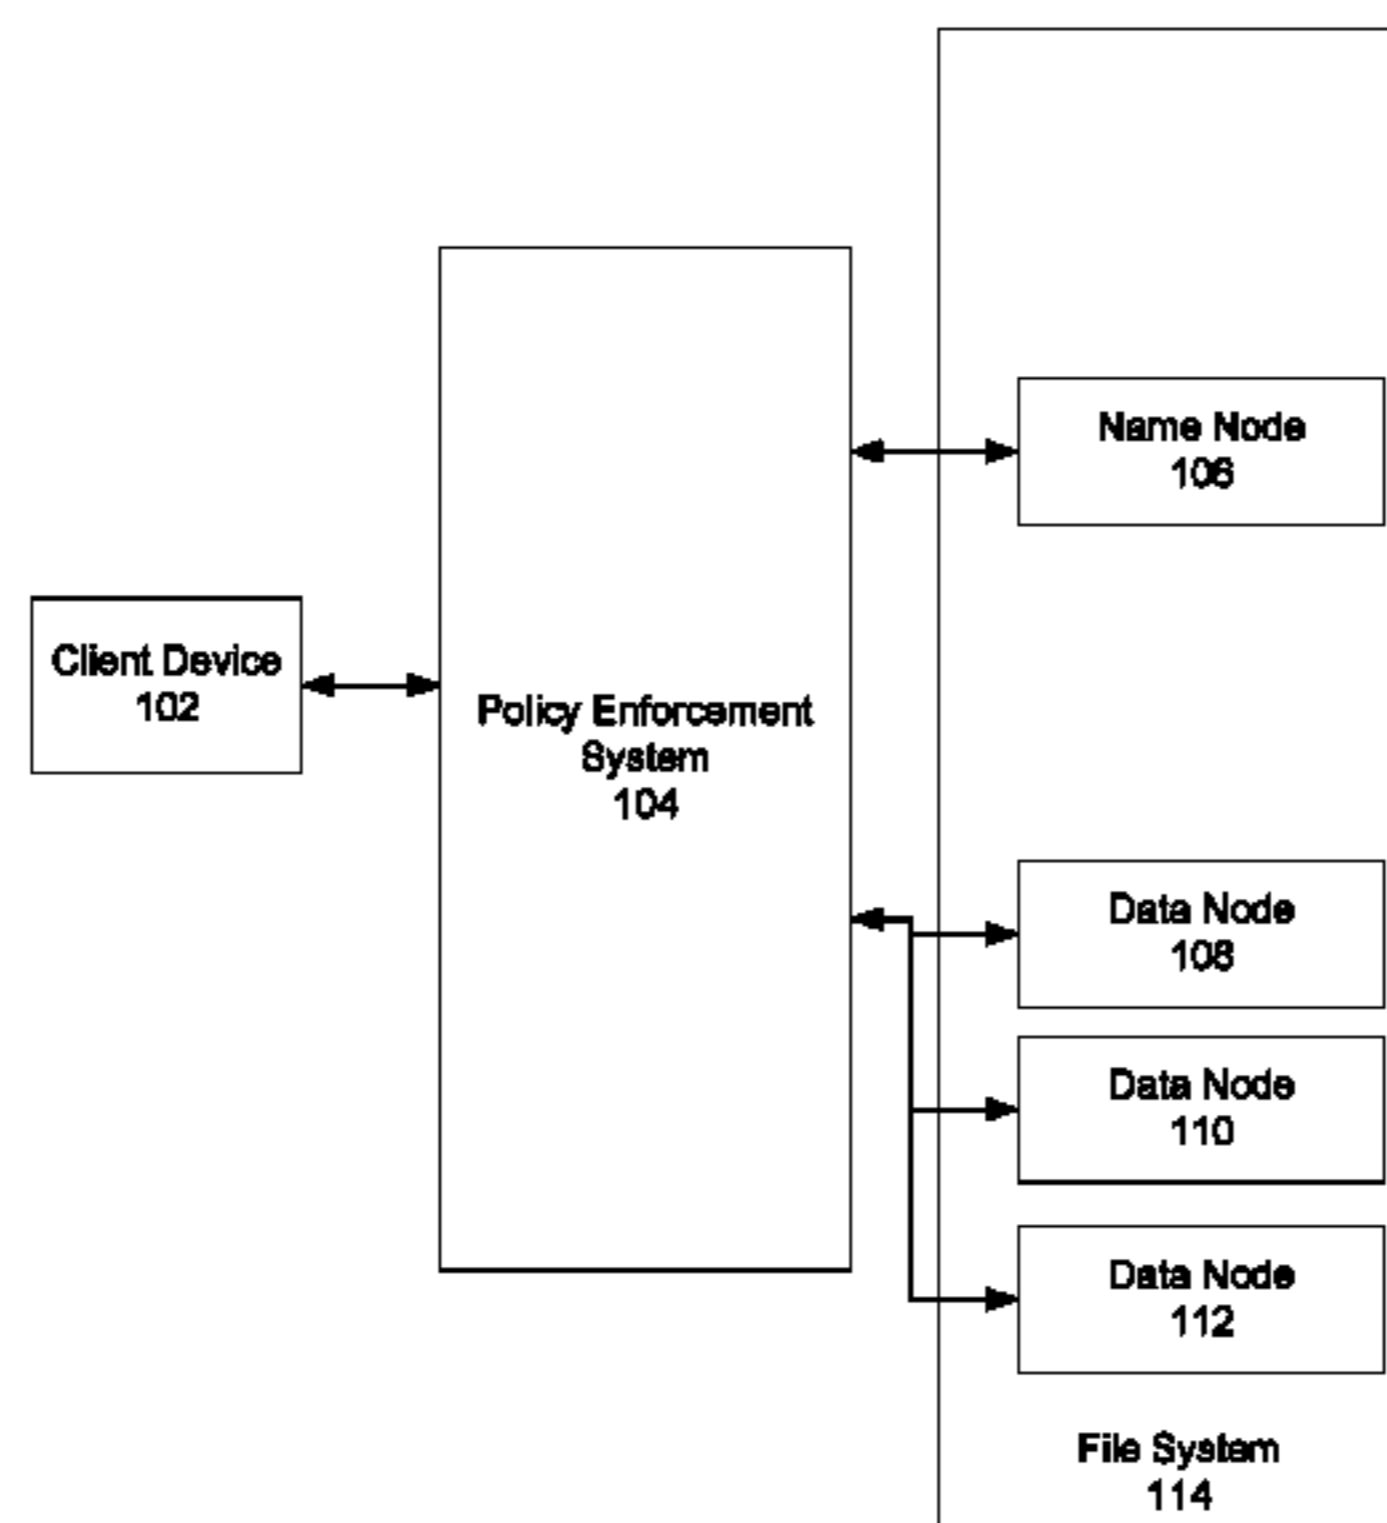 Name Node
106
Client Device
102
Policy Enforcement
System
104
Data Node
108
Data Node
110
Data Node
112
File System
114